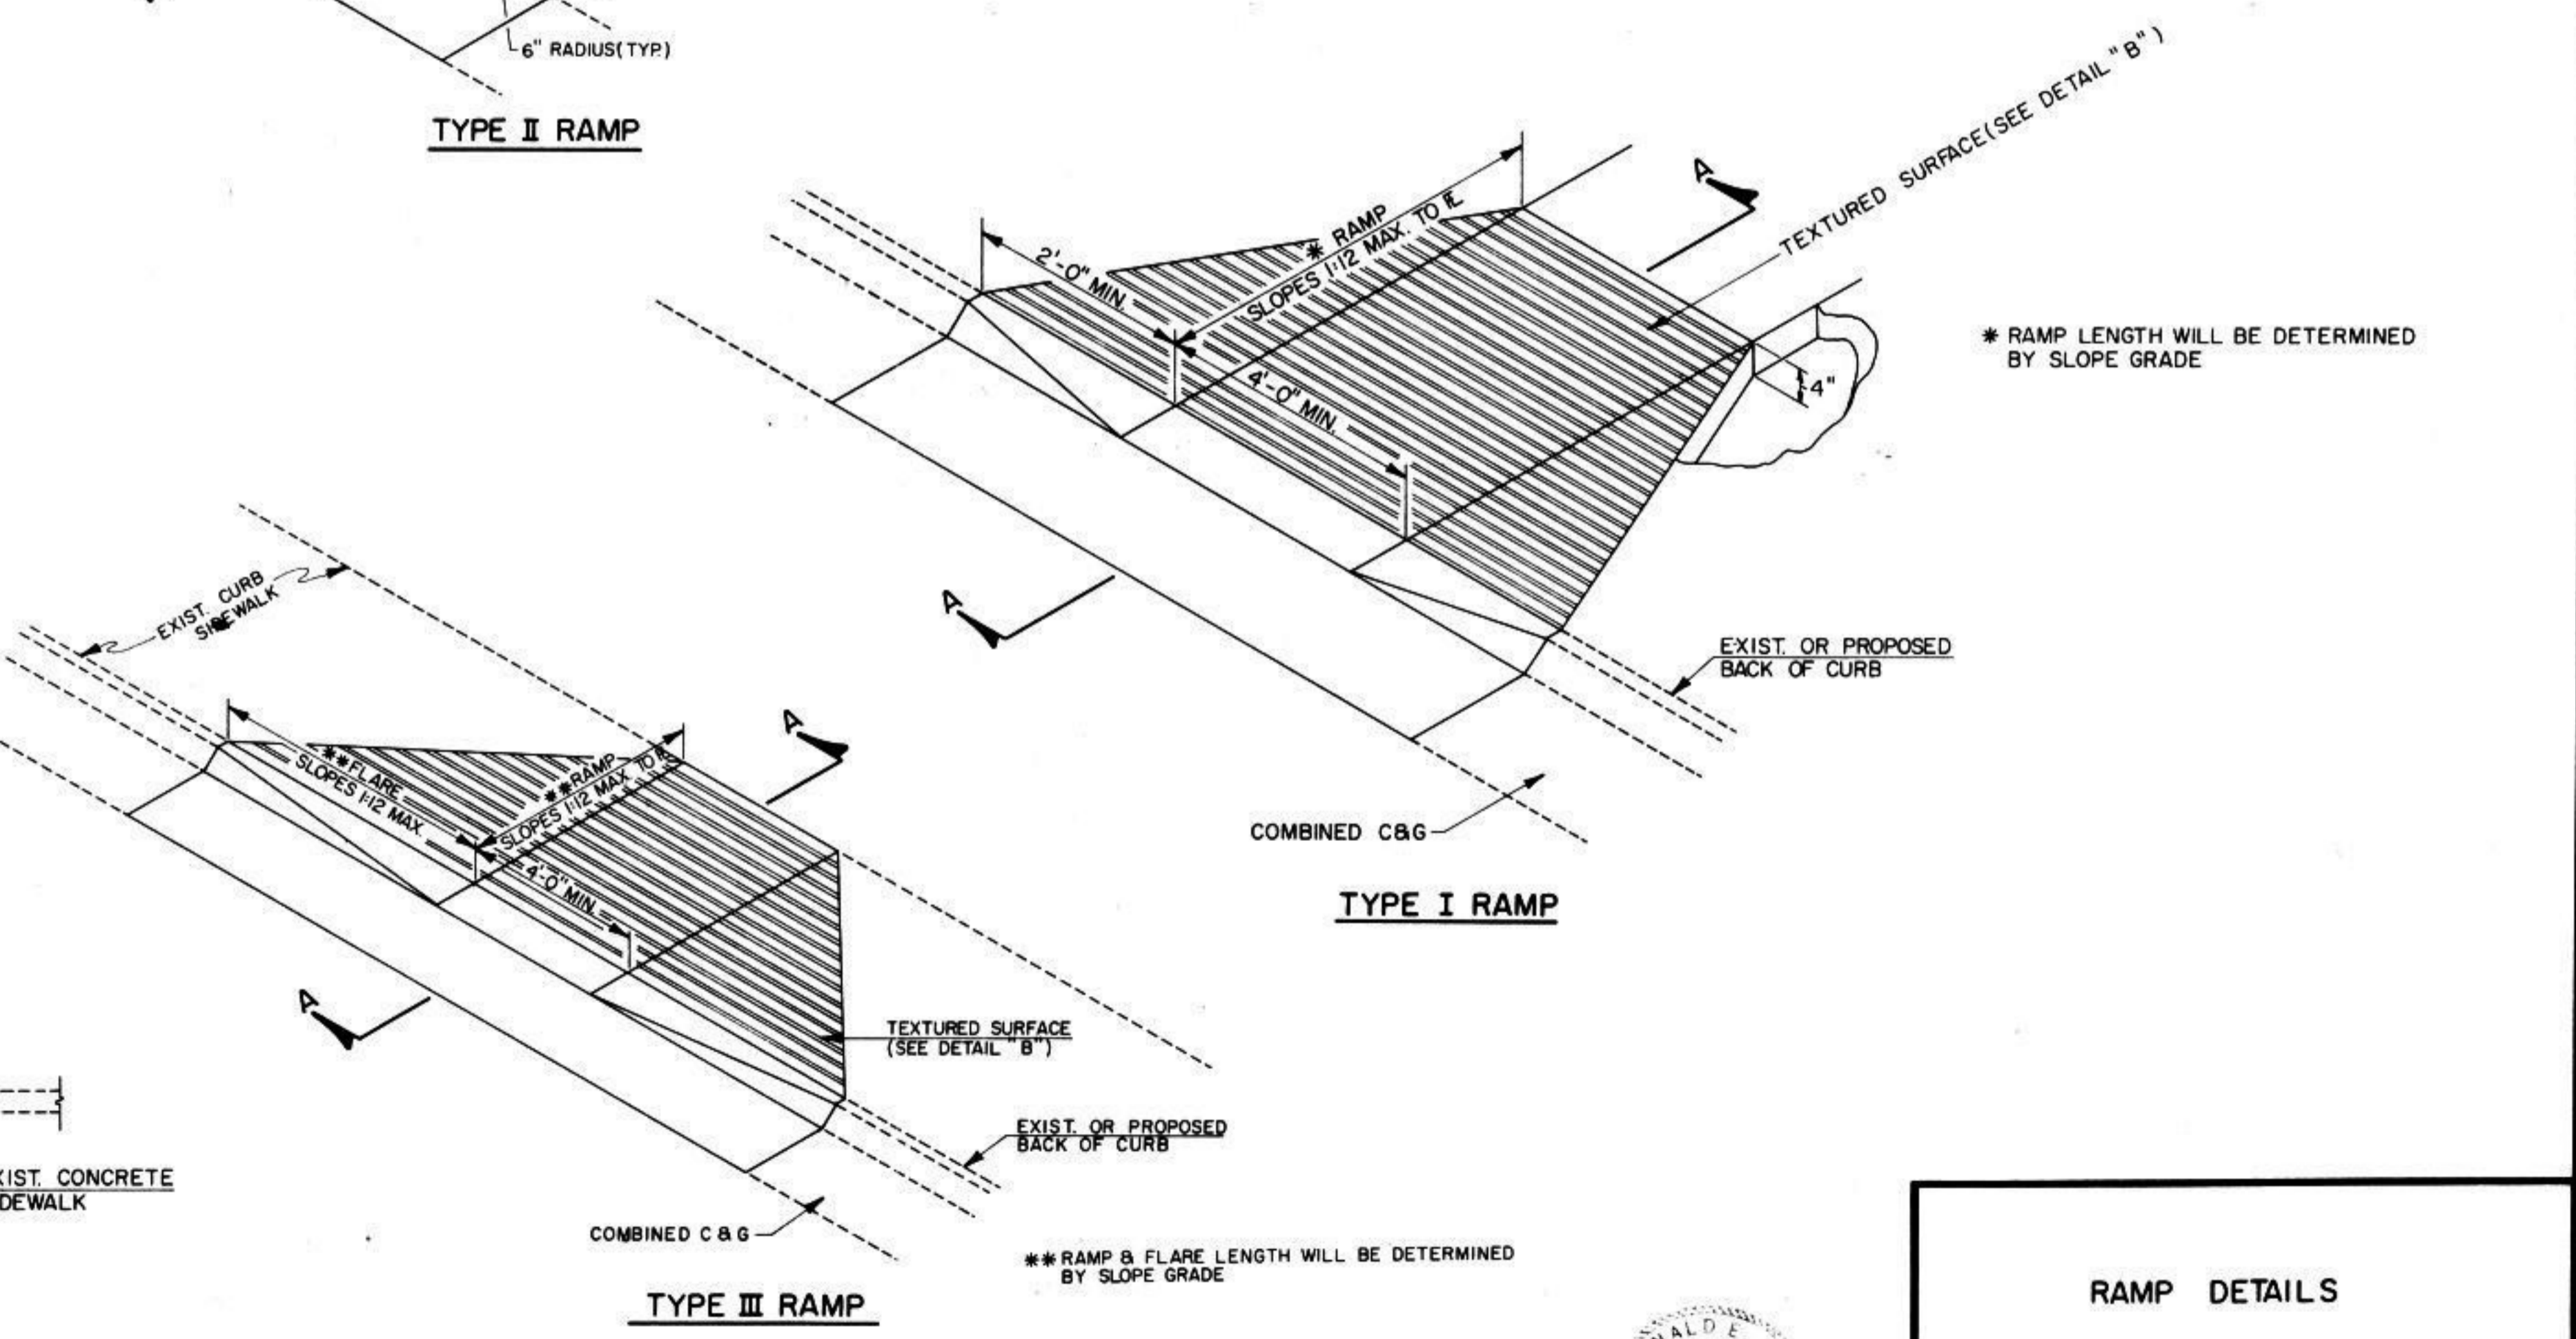 6" RADIUS(TYP.)
TYPE II RAMP
TEXTURED SURFACE(SEE DETAIL "B")
A
* RAMP
SLOPES 1:12 MAX. TO ℞
2'-0" MIN.
4'-0" MIN.
4"
* RAMP LENGTH WILL BE DETERMINED
BY SLOPE GRADE
A
EXIST. OR PROPOSED
BACK OF CURB
COMBINED C&G
TYPE I RAMP
EXIST. CURB
SIDEWALK
A
**FLARE
SLOPES 1:12 MAX.
**RAMP
SLOPES 1:12 MAX. TO
4'-0" MIN.
A
TEXTURED SURFACE
(SEE DETAIL "B")
EXIST. OR PROPOSED
BACK OF CURB
XIST. CONCRETE
DEWALK
COMBINED C & G
** RAMP & FLARE LENGTH WILL BE DETERMINED
BY SLOPE GRADE
TYPE III RAMP
RAMP DETAILS
ALD E